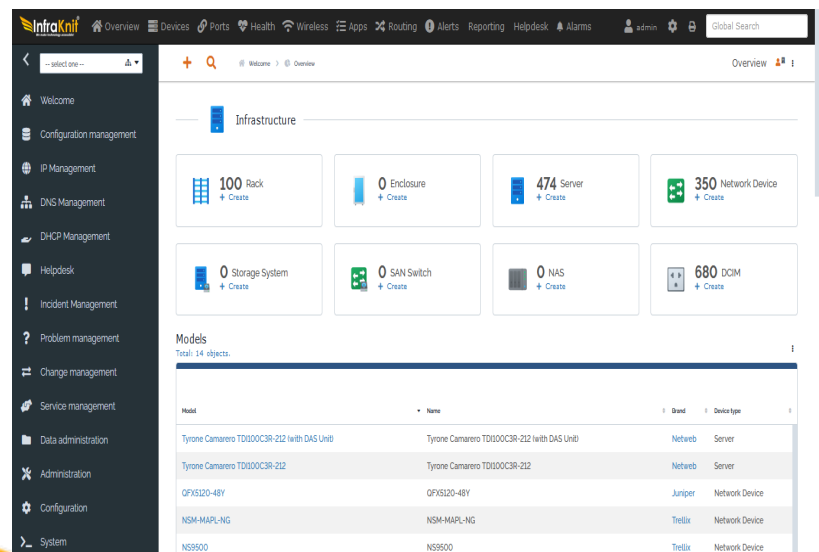 InfraKnit Overview Devices Ports Health Wireless Apps Routing Alerts Reporting Helpdesk Alarms admin Global Search
-- select one -- Welcome > Overview Overview
Welcome
Configuration management
IP Management
DNS Management
DHCP Management
Helpdesk
Incident Management
Problem management
Change management
Service management
Data administration
Administration
Configuration
System
Infrastructure
100 Rack
+ Create
0 Enclosure
+ Create
474 Server
+ Create
350 Network Device
+ Create
0 Storage System
+ Create
0 SAN Switch
+ Create
0 NAS
+ Create
680 DCIM
+ Create
Models
Total: 14 objects.
Model Name Brand Device type
Tyrone Camarero TDI100C3R-212 (with DAS Unit) Tyrone Camarero TDI100C3R-212 (with DAS Unit) Netweb Server
Tyrone Camarero TDI100C3R-212 Tyrone Camarero TDI100C3R-212 Netweb Server
QFX5120-48Y QFX5120-48Y Juniper Network Device
NSM-MAPL-NG NSM-MAPL-NG Trellix Network Device
NS9500 NS9500 Trellix Network Device